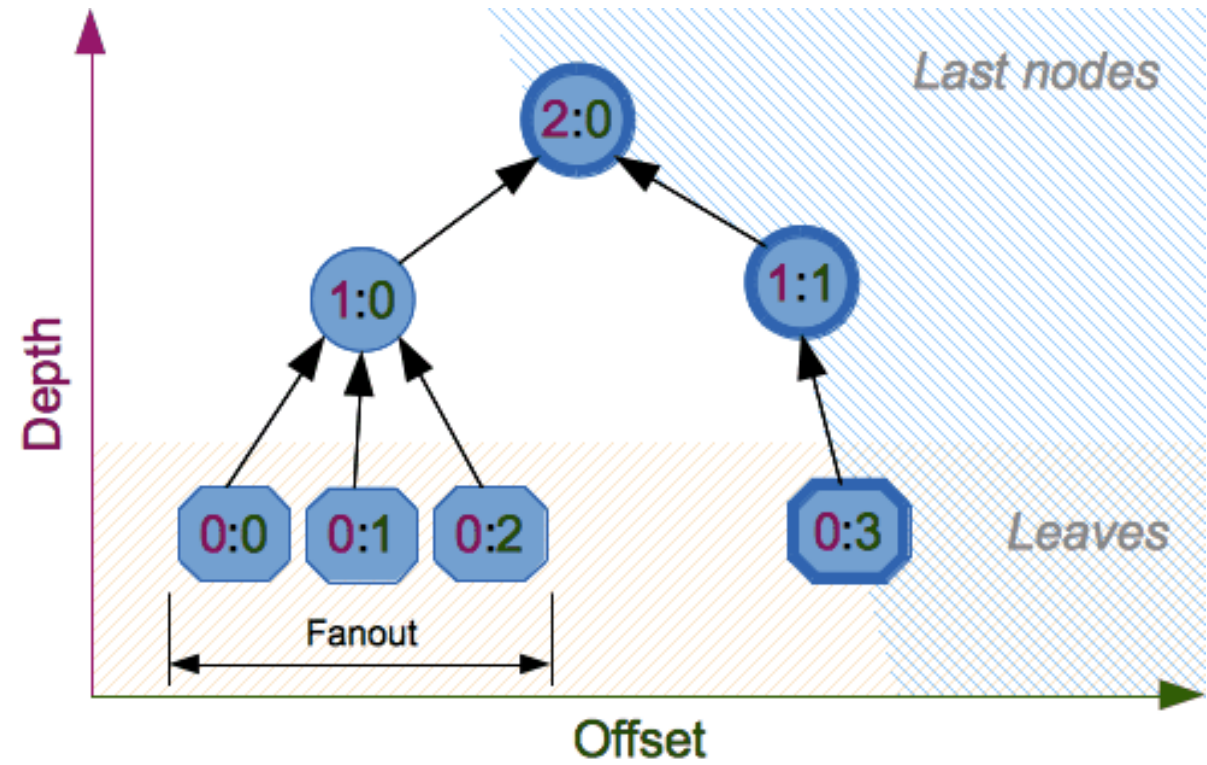 Last nodes
2:0
1:0
1:1
Depth
0:0 0:1 0:2 0:3
Leaves
Fanout
Offset